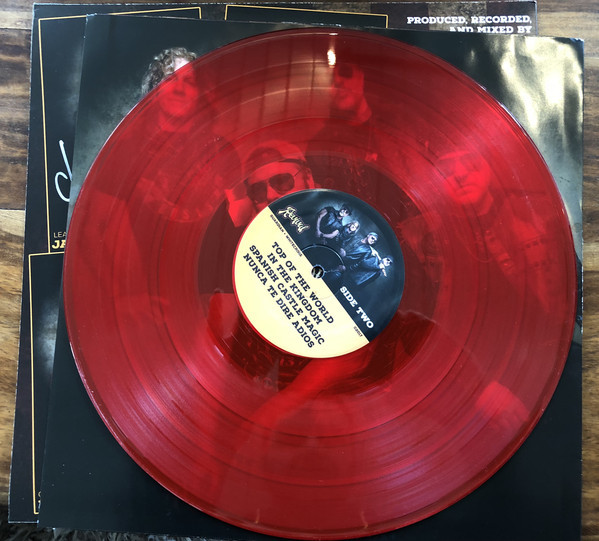 PRODUCED, RECORDED,
AND MIXED BY
SIDE TWO
TOP OF THE WORLD
IN THE KINGDOM
SPANISH CASTLE MAGIC
NUNCA TE DIRE ADIOS